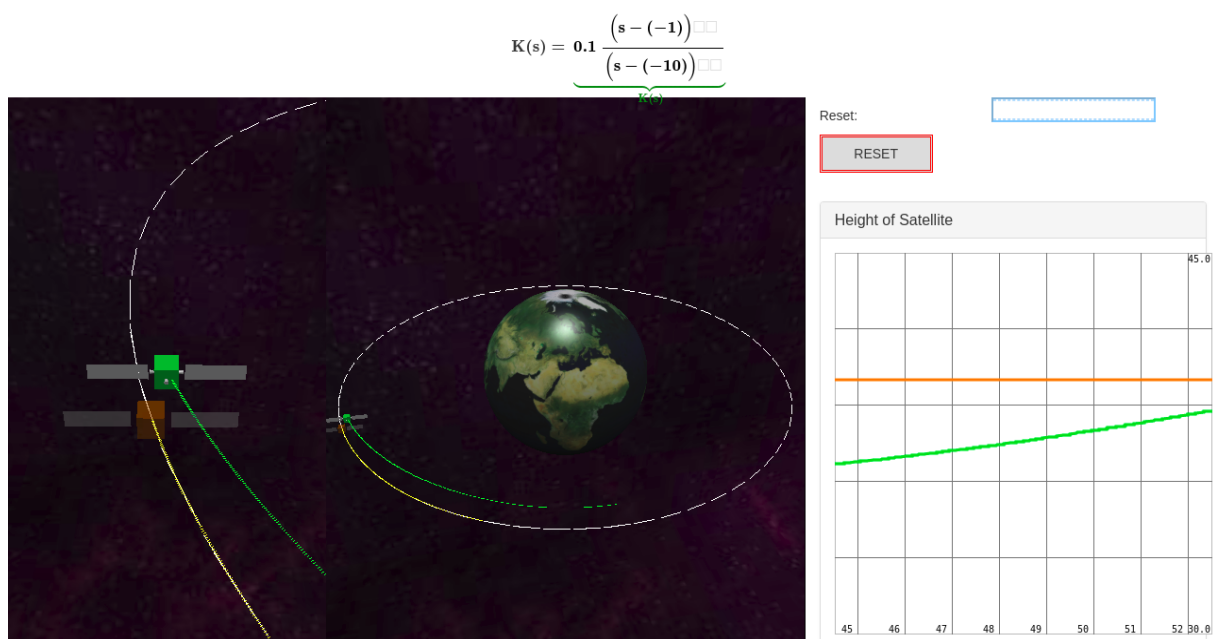 K(s) = 0.1 (s − (−1))□□ / (s − (−10))□□
K(s)
Reset:
RESET
Height of Satellite
45.0
45 46 47 48 49 50 51 52 30.0